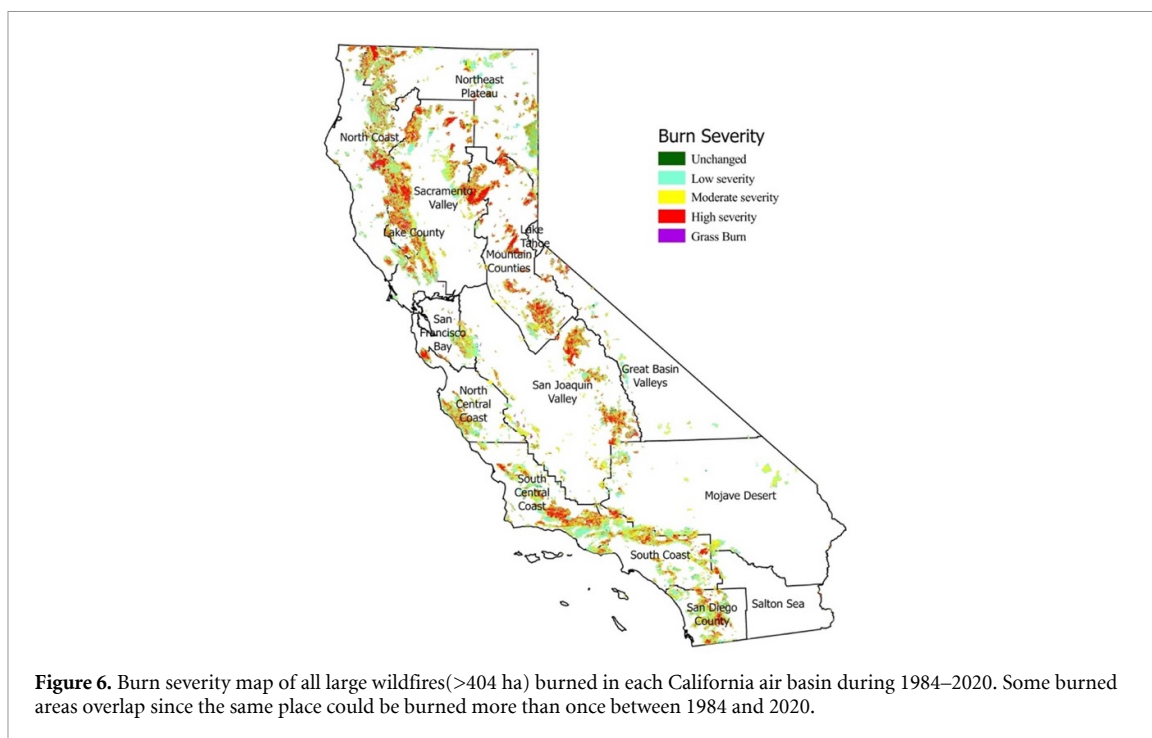 Northeast
Plateau
North Coast
Sacramento
Valley
Lake County
Lake
Tahoe
Mountain
Counties
San
Francisco
Bay
North
Central
Coast
San Joaquin
Valley
Great Basin
Valleys
South
Central
Coast
Mojave Desert
South Coast
San Diego
County
Salton Sea
Burn Severity
Unchanged
Low severity
Moderate severity
High severity
Grass Burn
Figure 6. Burn severity map of all large wildfires(>404 ha) burned in each California air basin during 1984–2020. Some burned
areas overlap since the same place could be burned more than once between 1984 and 2020.